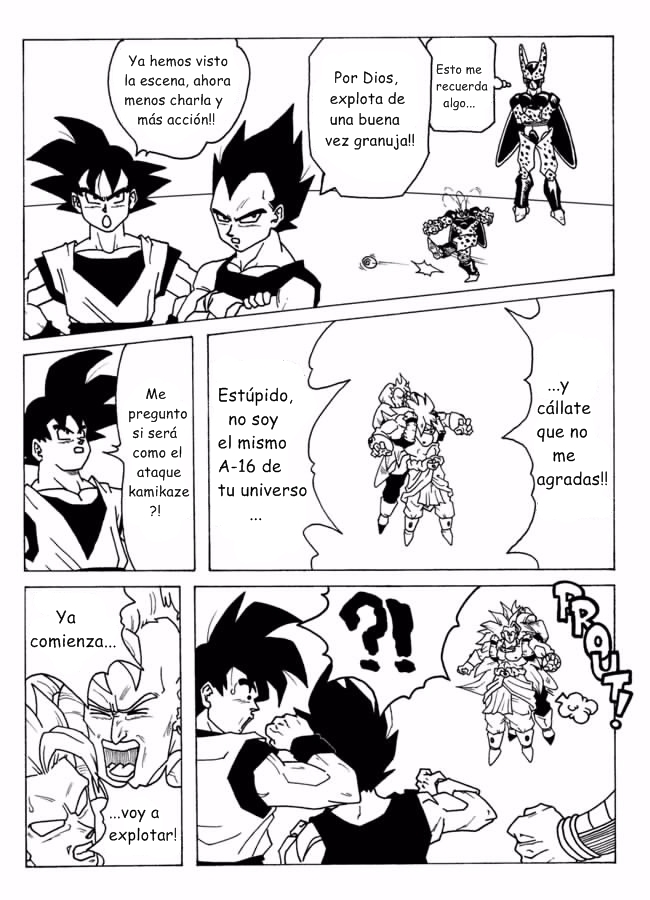 Ya hemos visto
la escena, ahora
menos charla y
más acción!!
Por Dios,
explota de
una buena
vez granuja!!
Esto me
recuerda
algo...
Me
pregunto
si será
como el
ataque
kamikaze
?!
Estúpido,
no soy
el mismo
A-16 de
tu universo
...
...y
cállate
que no
me
agradas!!
Ya
comienza...
...voy a
explotar!
?!
PROUT!